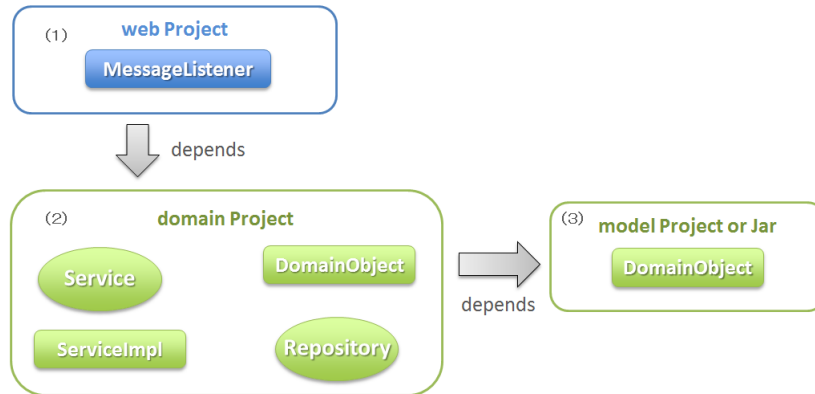 (1)
web Project
MessageListener
depends
(2)
domain Project
Service
DomainObject
ServiceImpl
Repository
depends
(3)
model Project or Jar
DomainObject